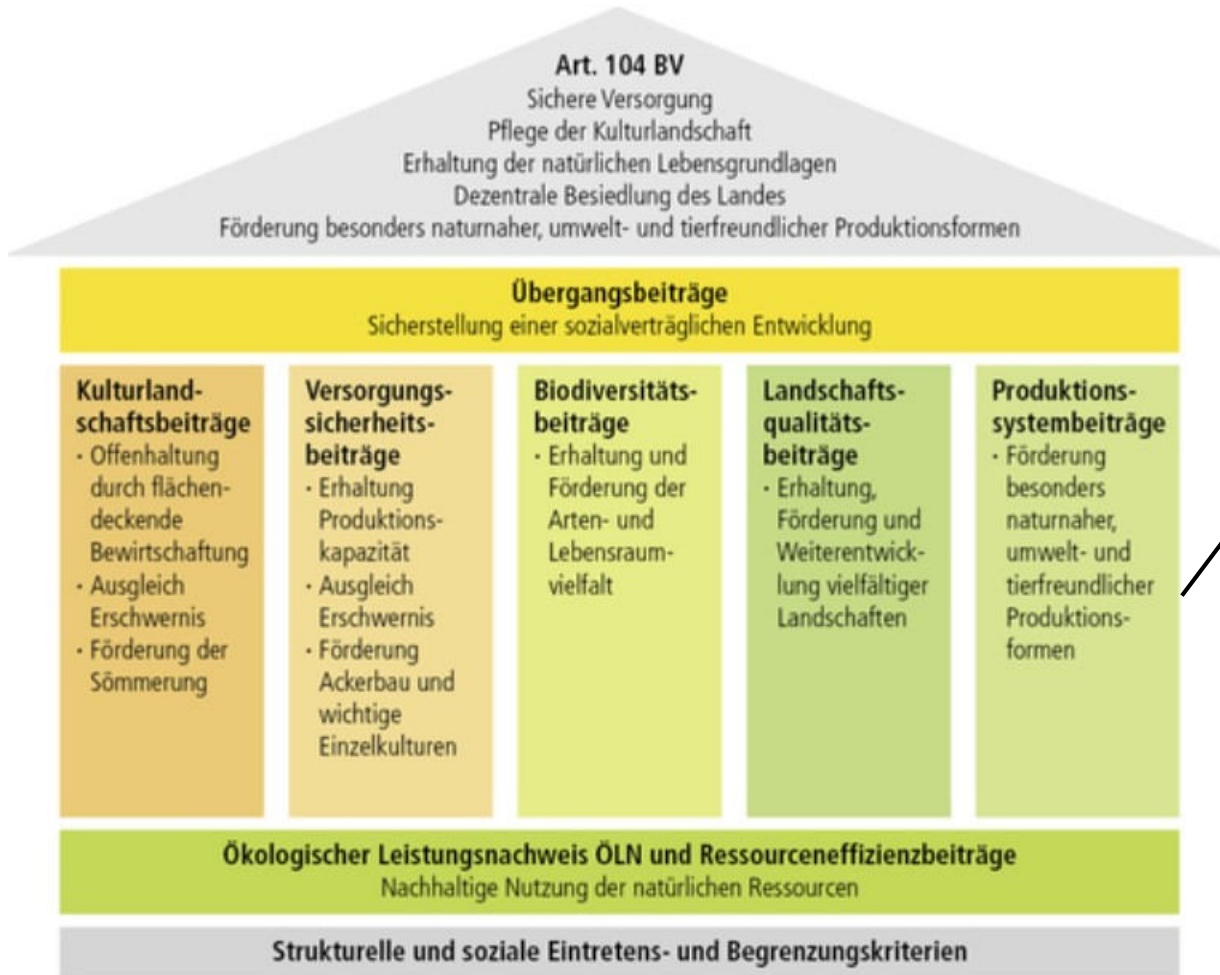 Art. 104 BV
Sichere Versorgung
Pflege der Kulturlandschaft
Erhaltung der natürlichen Lebensgrundlagen
Dezentrale Besiedlung des Landes
Förderung besonders naturnaher, umwelt- und tierfreundlicher Produktionsformen
Übergangsbeiträge
Sicherstellung einer sozialverträglichen Entwicklung
Kulturland-
schaftsbeiträge
· Offenhaltung
durch flächen-
deckende
Bewirtschaftung
· Ausgleich
Erschwernis
· Förderung der
Sömmerung
Versorgungs-
sicherheits-
beiträge
· Erhaltung
Produktions-
kapazität
· Ausgleich
Erschwernis
· Förderung
Ackerbau und
wichtige
Einzelkulturen
Biodiversitäts-
beiträge
· Erhaltung und
Förderung der
Arten- und
Lebensraum-
vielfalt
Landschafts-
qualitäts-
beiträge
· Erhaltung,
Förderung und
Weiterentwick-
lung vielfältiger
Landschaften
Produktions-
systembeiträge
· Förderung
besonders
naturnaher,
umwelt- und
tierfreundlicher
Produktions-
formen
Ökologischer Leistungsnachweis ÖLN und Ressourceneffizienzbeiträge
Nachhaltige Nutzung der natürlichen Ressourcen
Strukturelle und soziale Eintretens- und Begrenzungskriterien